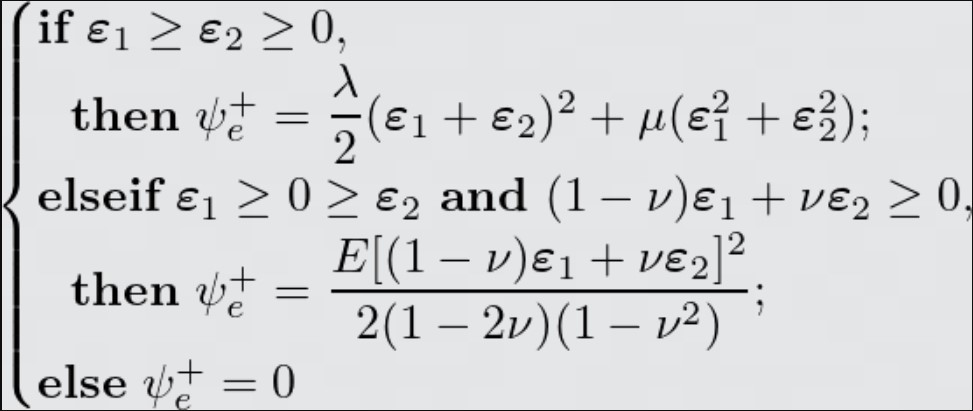 if ε₁ ≥ ε₂ ≥ 0,
then ψₑ⁺ = λ/2 (ε₁ + ε₂)² + μ(ε₁² + ε₂²);
elseif ε₁ ≥ 0 ≥ ε₂ and (1 − ν)ε₁ + νε₂ ≥ 0,
then ψₑ⁺ = E[(1 − ν)ε₁ + νε₂]² / 2(1 − 2ν)(1 − ν²) ;
else ψₑ⁺ = 0